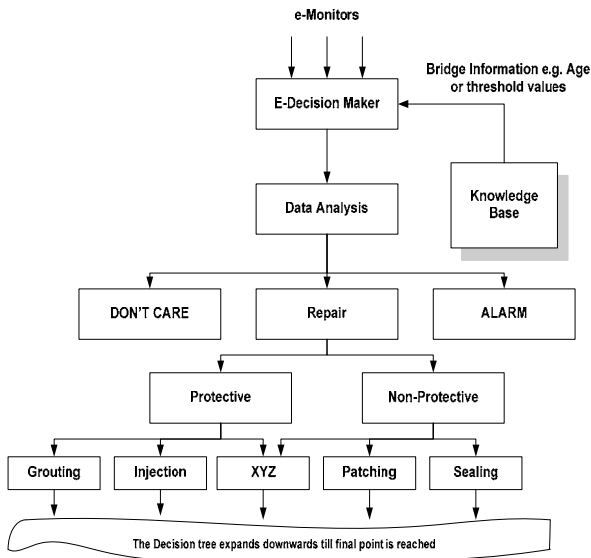 e-Monitors
Bridge Information e.g. Age
or threshold values
E-Decision Maker
Knowledge
Base
Data Analysis
DON'T CARE
Repair
ALARM
Protective
Non-Protective
Grouting
Injection
XYZ
Patching
Sealing
The Decision tree expands downwards till final point is reached